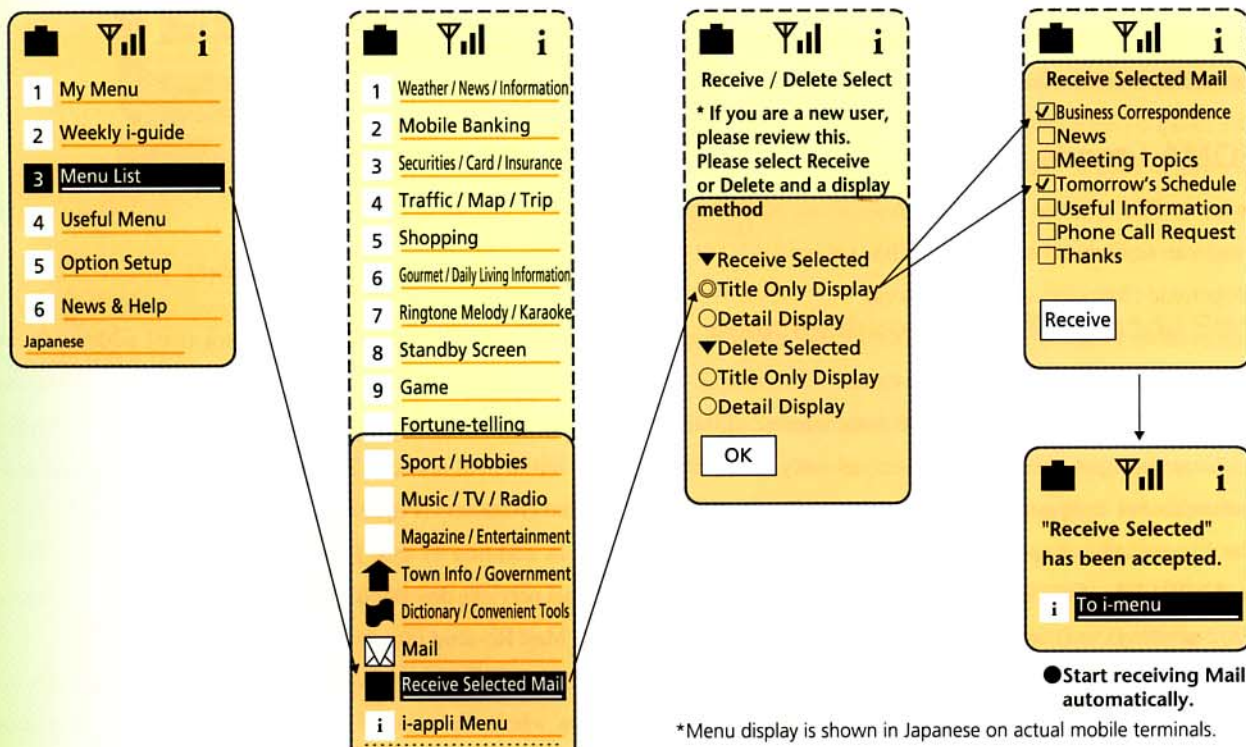 i
1 My Menu
2 Weekly i-guide
3 Menu List
4 Useful Menu
5 Option Setup
6 News & Help
Japanese
i
1 Weather / News / Information
2 Mobile Banking
3 Securities / Card / Insurance
4 Traffic / Map / Trip
5 Shopping
6 Gourmet / Daily Living Information
7 Ringtone Melody / Karaoke
8 Standby Screen
9 Game
Fortune-telling
Sport / Hobbies
Music / TV / Radio
Magazine / Entertainment
Town Info / Government
Dictionary / Convenient Tools
Mail
Receive Selected Mail
i i-appli Menu
i
Receive / Delete Select
* If you are a new user,
please review this.
Please select Receive
or Delete and a display
method
▼Receive Selected
◎Title Only Display
○Detail Display
▼Delete Selected
○Title Only Display
○Detail Display
OK
i
Receive Selected Mail
☑Business Correspondence
□News
□Meeting Topics
☑Tomorrow's Schedule
□Useful Information
□Phone Call Request
□Thanks
Receive
i
"Receive Selected"
has been accepted.
i To i-menu
●Start receiving Mail
automatically.
*Menu display is shown in Japanese on actual mobile terminals.